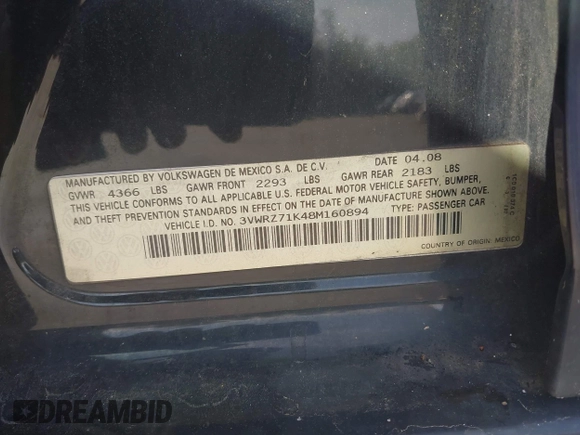 MANUFACTURED BY VOLKSWAGEN DE MEXICO S.A. DE C.V. DATE 04.08
GVWR 4366 LBS GAWR FRONT 2293 LBS GAWR REAR 2183 LBS
THIS VEHICLE CONFORMS TO ALL APPLICABLE U.S. FEDERAL MOTOR VEHICLE SAFETY, BUMPER,
AND THEFT PREVENTION STANDARDS IN EFFECT ON THE DATE OF MANUFACTURE SHOWN ABOVE.
VEHICLE I.D. NO. 3VWRZ71K48M160894 TYPE: PASSENGER CAR
COUNTRY OF ORIGIN: MEXICO
DREAMBID